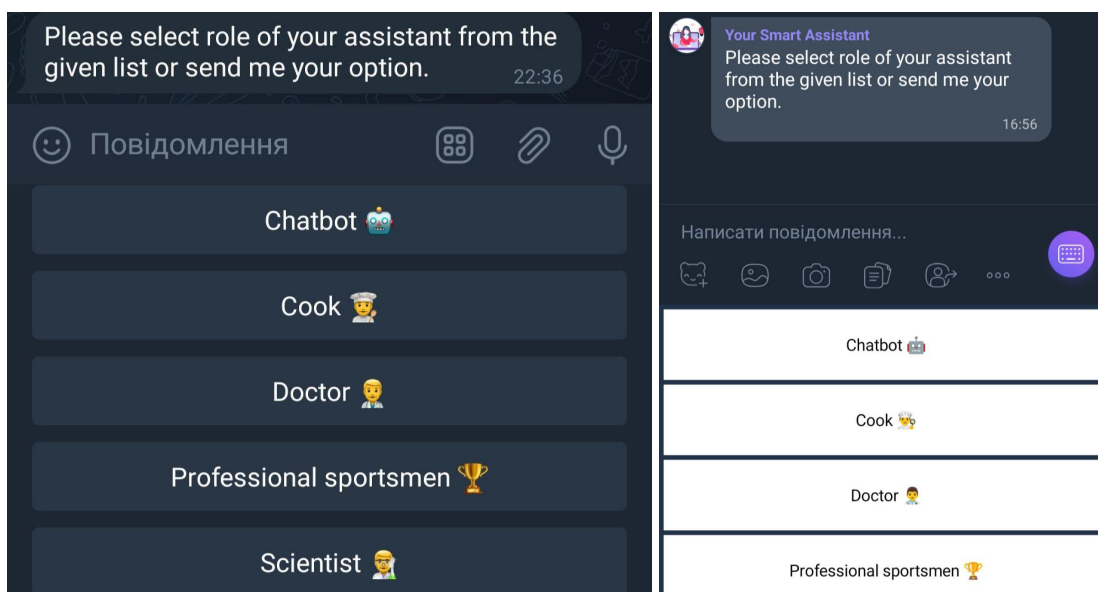 Please select role of your assistant from the
given list or send me your option.
22:36
Повідомлення
Chatbot 🤖
Cook 👨‍🍳
Doctor 👨‍⚕️
Professional sportsmen 🏆
Scientist 👨‍🔬
Your Smart Assistant
Please select role of your assistant
from the given list or send me your
option.
16:56
Написати повідомлення...
Chatbot 🤖
Cook 👨‍🍳
Doctor 👨‍⚕️
Professional sportsmen 🏆